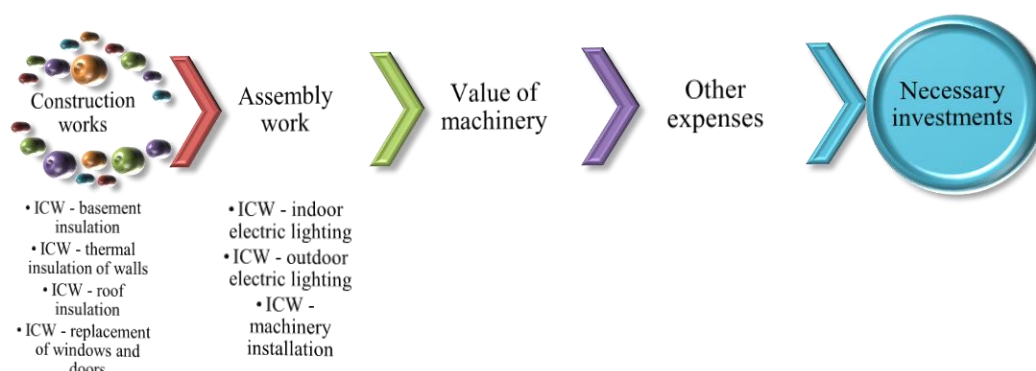 Construction
works
Assembly
work
Value of
machinery
Other
expenses
Necessary
investments
• ICW - basement
insulation
• ICW - thermal
insulation of walls
• ICW - roof
insulation
• ICW - replacement
of windows and
doors
• ICW - indoor
electric lighting
• ICW - outdoor
electric lighting
• ICW -
machinery
installation